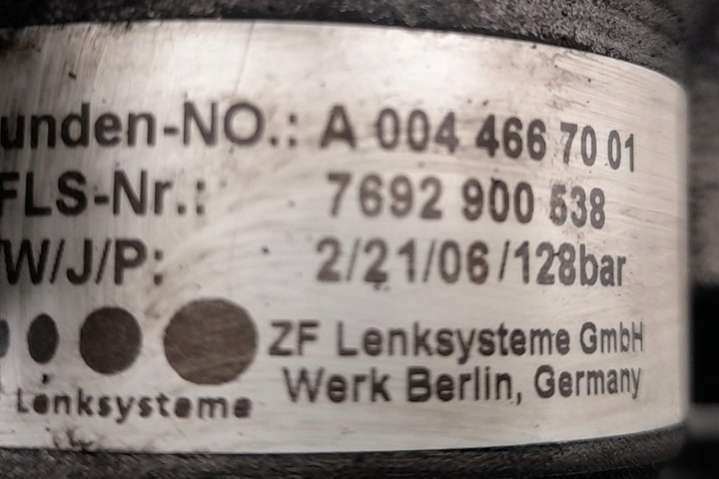 unden-NO.: A 004 466 70 01
FLS-Nr.: 7692 900 538
W/J/P: 2/21/06/128bar
ZF Lenksysteme GmbH
Werk Berlin, Germany
Lenksysteme